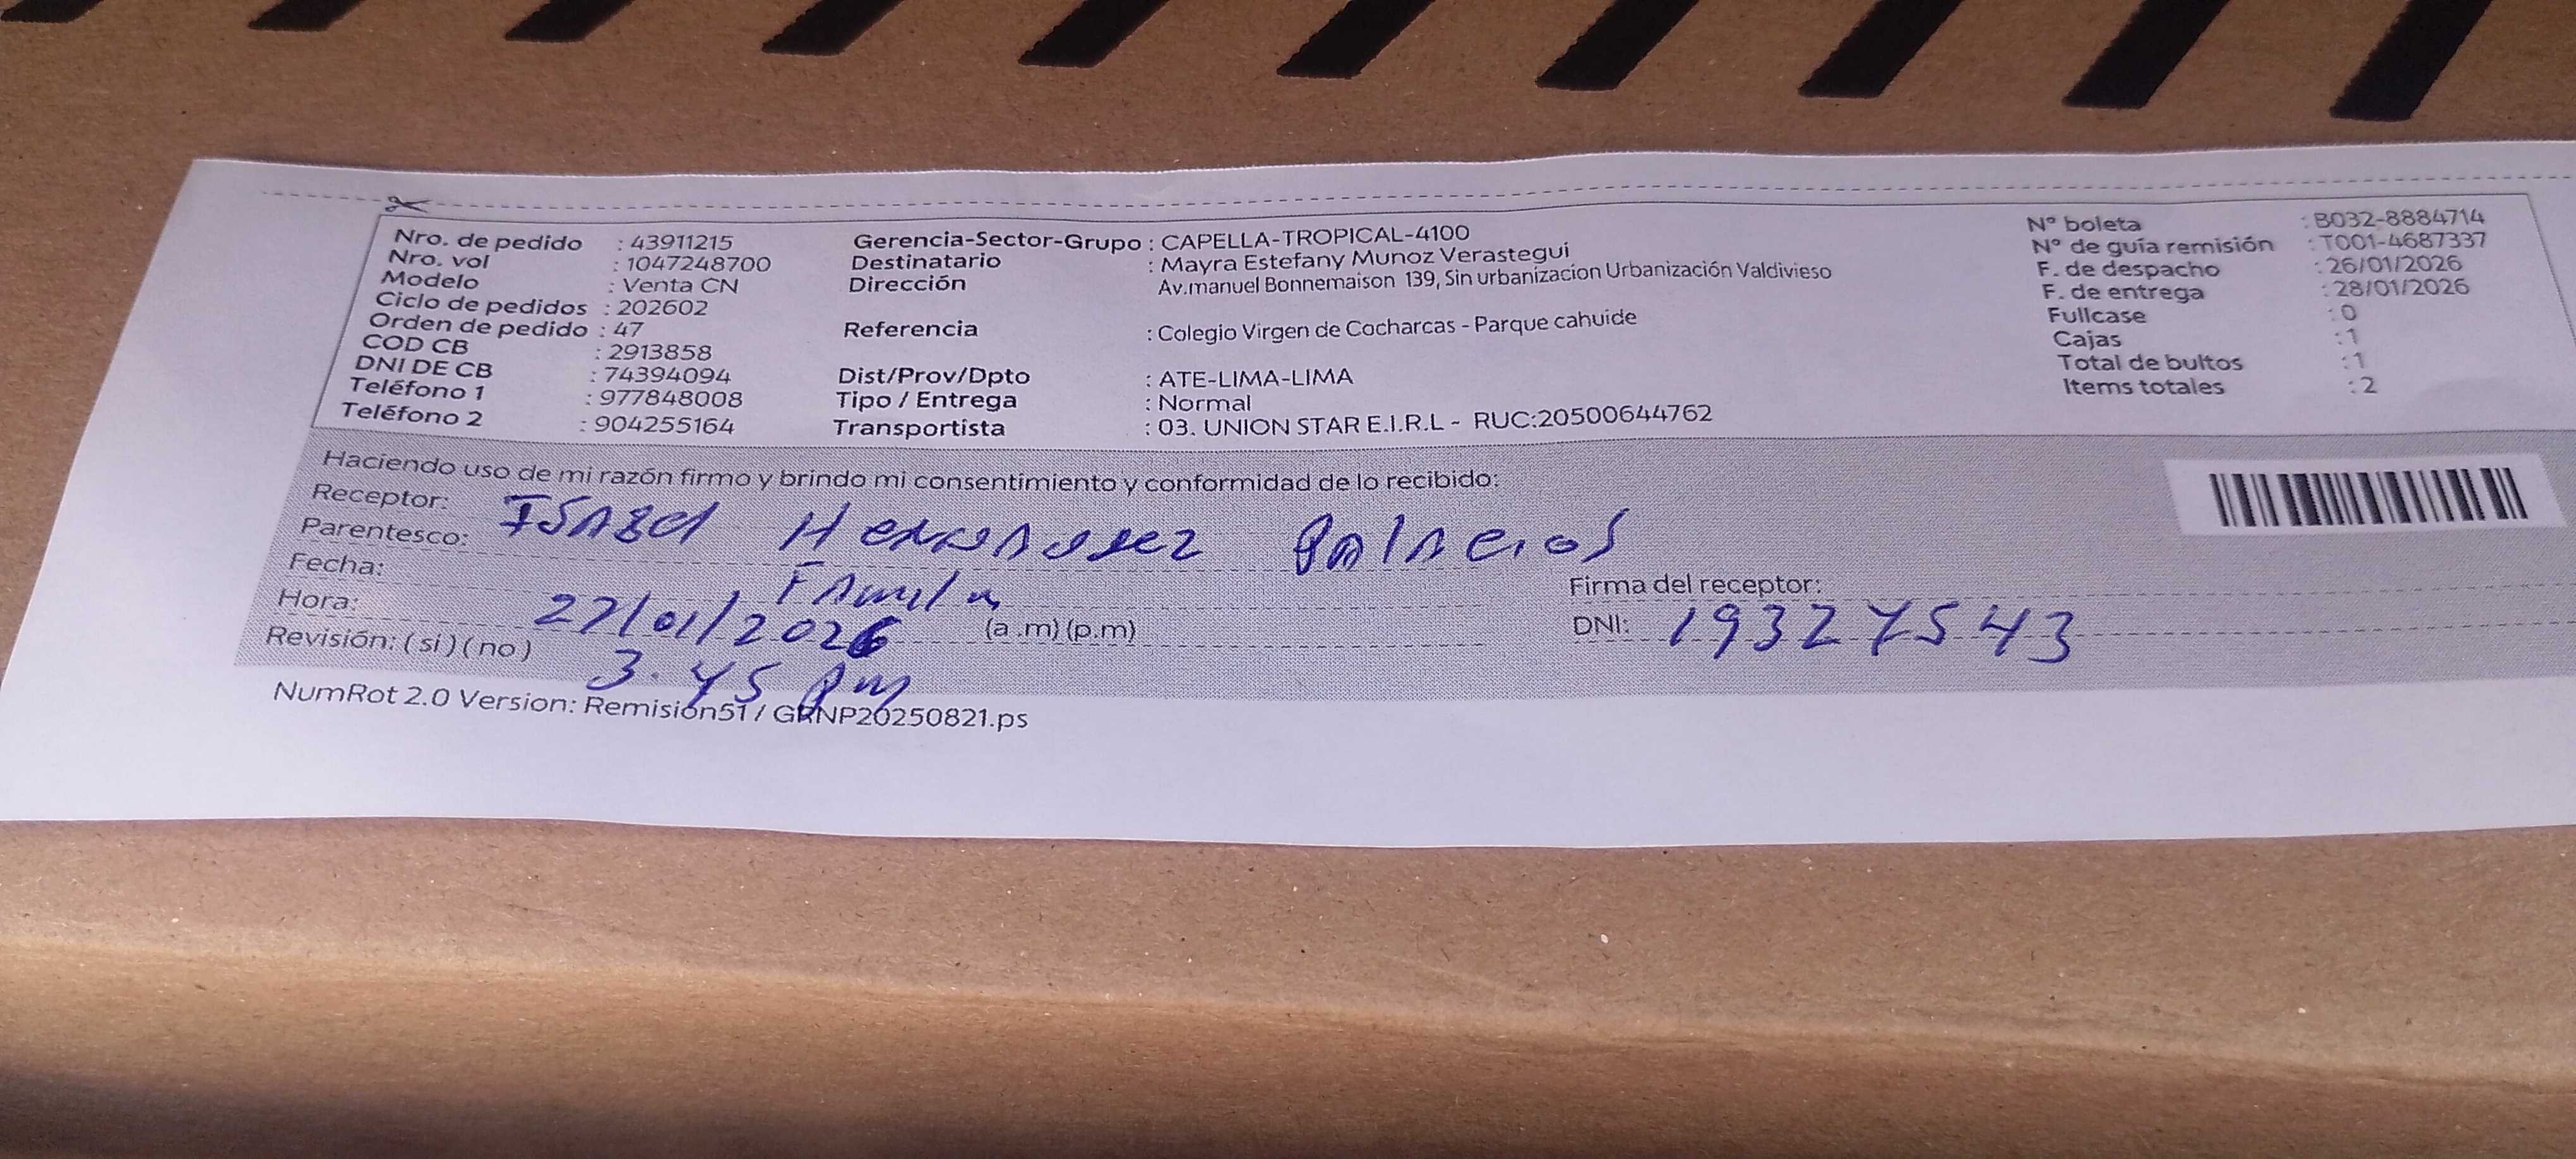 Nro. de pedido : 43911215
Nro. vol : 1047248700
Modelo : Venta CN
Ciclo de pedidos : 202602
Orden de pedido : 47
COD CB : 2913858
DNI DE CB : 74394094
Teléfono 1 : 977848008
Teléfono 2 : 904255164
Gerencia-Sector-Grupo : CAPELLA-TROPICAL-4100
Destinatario : Mayra Estefany Munoz Verastegui
Dirección Av.manuel Bonnemaison 139, Sin urbanizacion Urbanización Valdivieso
Referencia : Colegio Virgen de Cocharcas - Parque cahuide
Dist/Prov/Dpto : ATE-LIMA-LIMA
Tipo / Entrega : Normal
Transportista : 03. UNION STAR E.I.R.L - RUC:20500644762
N° boleta : B032-8884714
N° de guía remisión : T001-4687337
F. de despacho : 26/01/2026
F. de entrega : 28/01/2026
Fullcase : 0
Cajas : 1
Total de bultos : 1
Items totales : 2
Haciendo uso de mi razón firmo y brindo mi consentimiento y conformidad de lo recibido:
Receptor: Isabel Hernandez Palacios
Parentesco: Familia
Fecha: 27/01/2026
Hora: 3.45 pm (a .m) (p.m)
Revisión: ( si ) ( no )
Firma del receptor:
DNI: 19327543
NumRot 2.0 Version: Remisión51 / GRNP20250821.ps